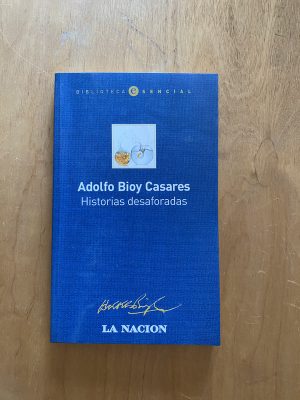 BIBLIOTECA ESENCIAL
Adolfo Bioy Casares
Historias desaforadas
LA NACION